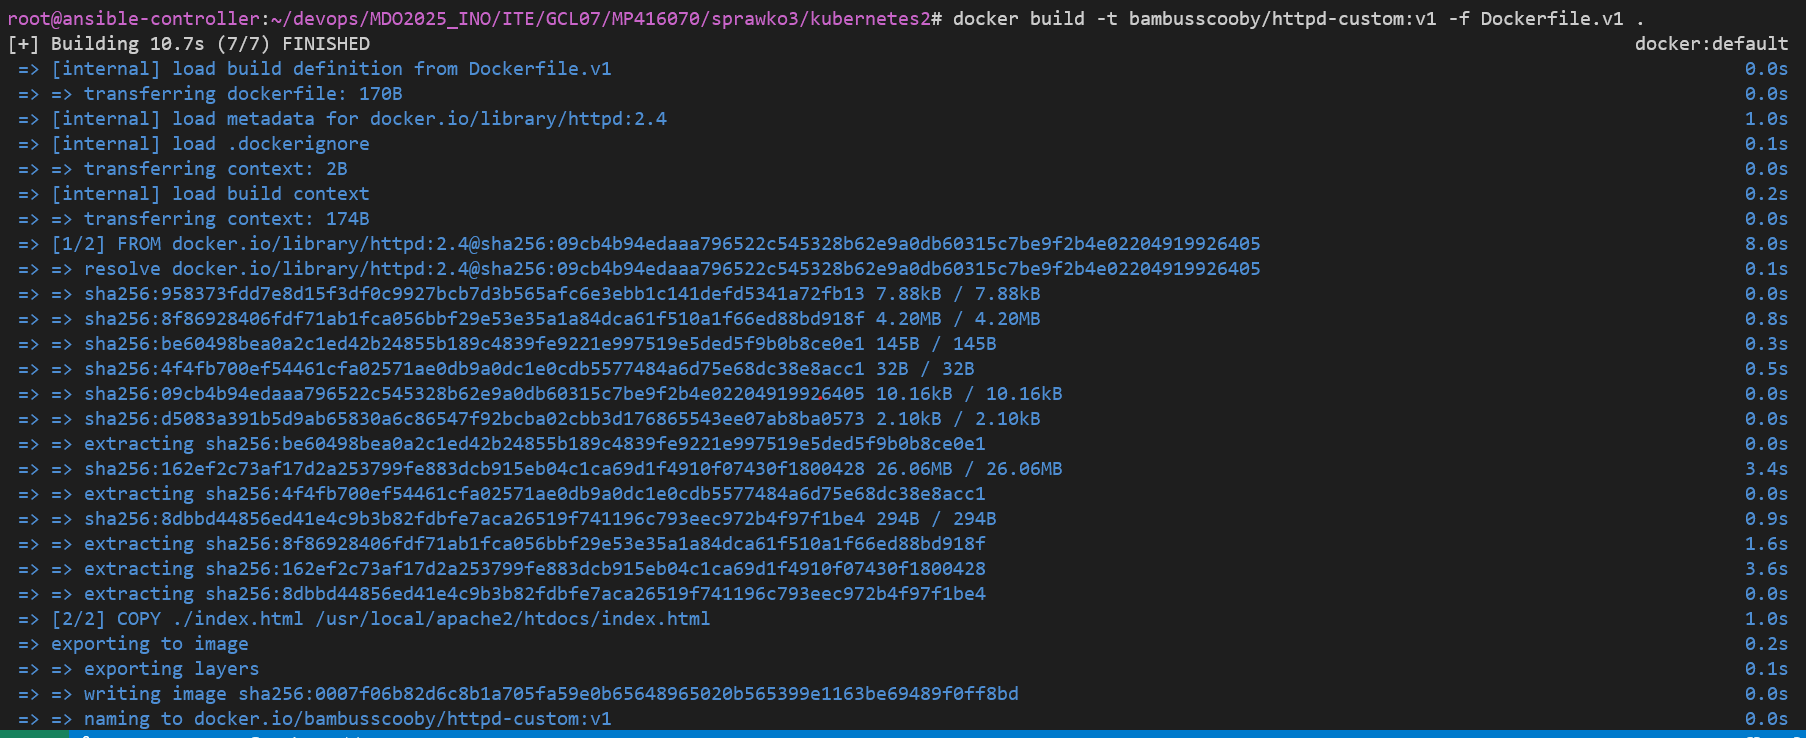 root@ansible-controller:~/devops/MDO2025_INO/ITE/GCL07/MP416070/sprawko3/kubernetes2# docker build -t bambusscooby/httpd-custom:v1 -f Dockerfile.v1 .
[+] Building 10.7s (7/7) FINISHED docker:default
=> [internal] load build definition from Dockerfile.v1 0.0s
=> => transferring dockerfile: 170B 0.0s
=> [internal] load metadata for docker.io/library/httpd:2.4 1.0s
=> [internal] load .dockerignore 0.1s
=> => transferring context: 2B 0.0s
=> [internal] load build context 0.2s
=> => transferring context: 174B 0.0s
=> [1/2] FROM docker.io/library/httpd:2.4@sha256:09cb4b94edaaa796522c545328b62e9a0db60315c7be9f2b4e02204919926405 8.0s
=> => resolve docker.io/library/httpd:2.4@sha256:09cb4b94edaaa796522c545328b62e9a0db60315c7be9f2b4e02204919926405 0.1s
=> => sha256:958373fdd7e8d15f3df0c9927bcb7d3b565afc6e3ebb1c141defd5341a72fb13 7.88kB / 7.88kB 0.0s
=> => sha256:8f86928406fdf71ab1fca056bbf29e53e35a1a84dca61f510a1f66ed88bd918f 4.20MB / 4.20MB 0.8s
=> => sha256:be60498bea0a2c1ed42b24855b189c4839fe9221e997519e5ded5f9b0b8ce0e1 145B / 145B 0.3s
=> => sha256:4f4fb700ef54461cfa02571ae0db9a0dc1e0cdb5577484a6d75e68dc38e8acc1 32B / 32B 0.5s
=> => sha256:09cb4b94edaaa796522c545328b62e9a0db60315c7be9f2b4e02204919926405 10.16kB / 10.16kB 0.0s
=> => sha256:d5083a391b5d9ab65830a6c86547f92bcba02cbb3d176865543ee07ab8ba0573 2.10kB / 2.10kB 0.0s
=> => extracting sha256:be60498bea0a2c1ed42b24855b189c4839fe9221e997519e5ded5f9b0b8ce0e1 0.0s
=> => sha256:162ef2c73af17d2a253799fe883dcb915eb04c1ca69d1f4910f07430f1800428 26.06MB / 26.06MB 3.4s
=> => extracting sha256:4f4fb700ef54461cfa02571ae0db9a0dc1e0cdb5577484a6d75e68dc38e8acc1 0.0s
=> => sha256:8dbbd44856ed41e4c9b3b82fdbfe7aca26519f741196c793eec972b4f97f1be4 294B / 294B 0.9s
=> => extracting sha256:8f86928406fdf71ab1fca056bbf29e53e35a1a84dca61f510a1f66ed88bd918f 1.6s
=> => extracting sha256:162ef2c73af17d2a253799fe883dcb915eb04c1ca69d1f4910f07430f1800428 3.6s
=> => extracting sha256:8dbbd44856ed41e4c9b3b82fdbfe7aca26519f741196c793eec972b4f97f1be4 0.0s
=> [2/2] COPY ./index.html /usr/local/apache2/htdocs/index.html 1.0s
=> exporting to image 0.2s
=> => exporting layers 0.1s
=> => writing image sha256:0007f06b82d6c8b1a705fa59e0b65648965020b565399e1163be69489f0ff8bd 0.0s
=> => naming to docker.io/bambusscooby/httpd-custom:v1 0.0s